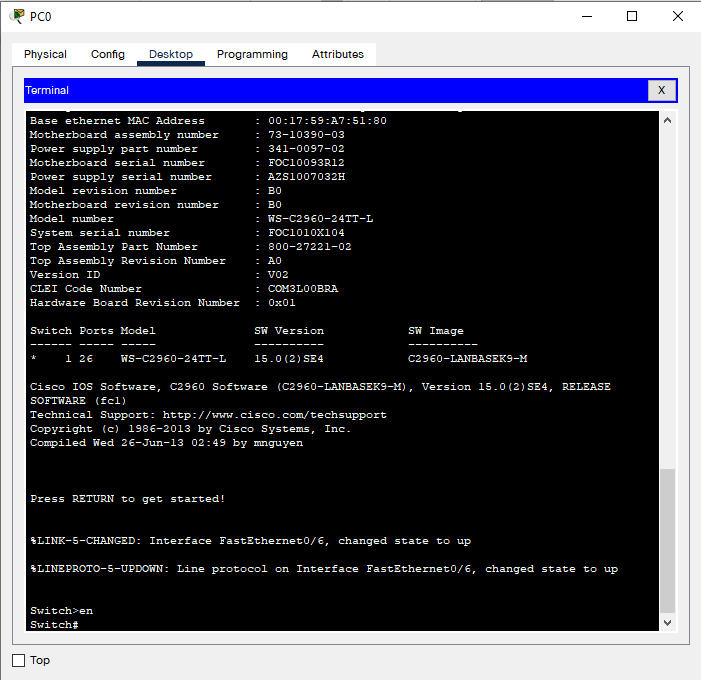 PC0
Physical Config Desktop Programming Attributes
Terminal X
Base ethernet MAC Address : 00:17:59:A7:51:80
Motherboard assembly number : 73-10390-03
Power supply part number : 341-0097-02
Motherboard serial number : FOC10093R12
Power supply serial number : AZS1007032H
Model revision number : B0
Motherboard revision number : B0
Model number : WS-C2960-24TT-L
System serial number : FOC1010X104
Top Assembly Part Number : 800-27221-02
Top Assembly Revision Number : A0
Version ID : V02
CLEI Code Number : COM3L00BRA
Hardware Board Revision Number : 0x01
Switch Ports Model SW Version SW Image
------ ----- ----- ---------- ----------
* 1 26 WS-C2960-24TT-L 15.0(2)SE4 C2960-LANBASEK9-M
Cisco IOS Software, C2960 Software (C2960-LANBASEK9-M), Version 15.0(2)SE4, RELEASE
SOFTWARE (fc1)
Technical Support: http://www.cisco.com/techsupport
Copyright (c) 1986-2013 by Cisco Systems, Inc.
Compiled Wed 26-Jun-13 02:49 by mnguyen
Press RETURN to get started!
%LINK-5-CHANGED: Interface FastEthernet0/6, changed state to up
%LINEPROTO-5-UPDOWN: Line protocol on Interface FastEthernet0/6, changed state to up
Switch>en
Switch#
Top